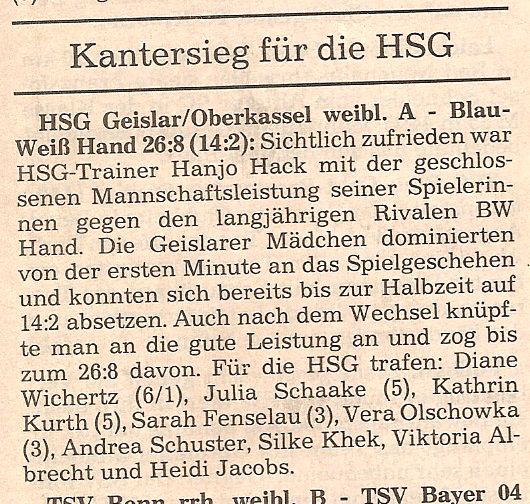 Kantersieg für die HSG
HSG Geislar/Oberkassel weibl. A - Blau-
Weiß Hand 26:8 (14:2): Sichtlich zufrieden war
HSG-Trainer Hanjo Hack mit der geschlos-
senen Mannschaftsleistung seiner Spielerin-
nen gegen den langjährigen Rivalen BW
Hand. Die Geislarer Mädchen dominierten
von der ersten Minute an das Spielgeschehen
und konnten sich bereits bis zur Halbzeit auf
14:2 absetzen. Auch nach dem Wechsel knüpf-
te man an die gute Leistung an und zog bis
zum 26:8 davon. Für die HSG trafen: Diane
Wichertz (6/1), Julia Schaake (5), Kathrin
Kurth (5), Sarah Fenselau (3), Vera Olschowka
(3), Andrea Schuster, Silke Khek, Viktoria Al-
brecht und Heidi Jacobs.
TSV Bonn rrh. weibl. B - TSV Bayer 04